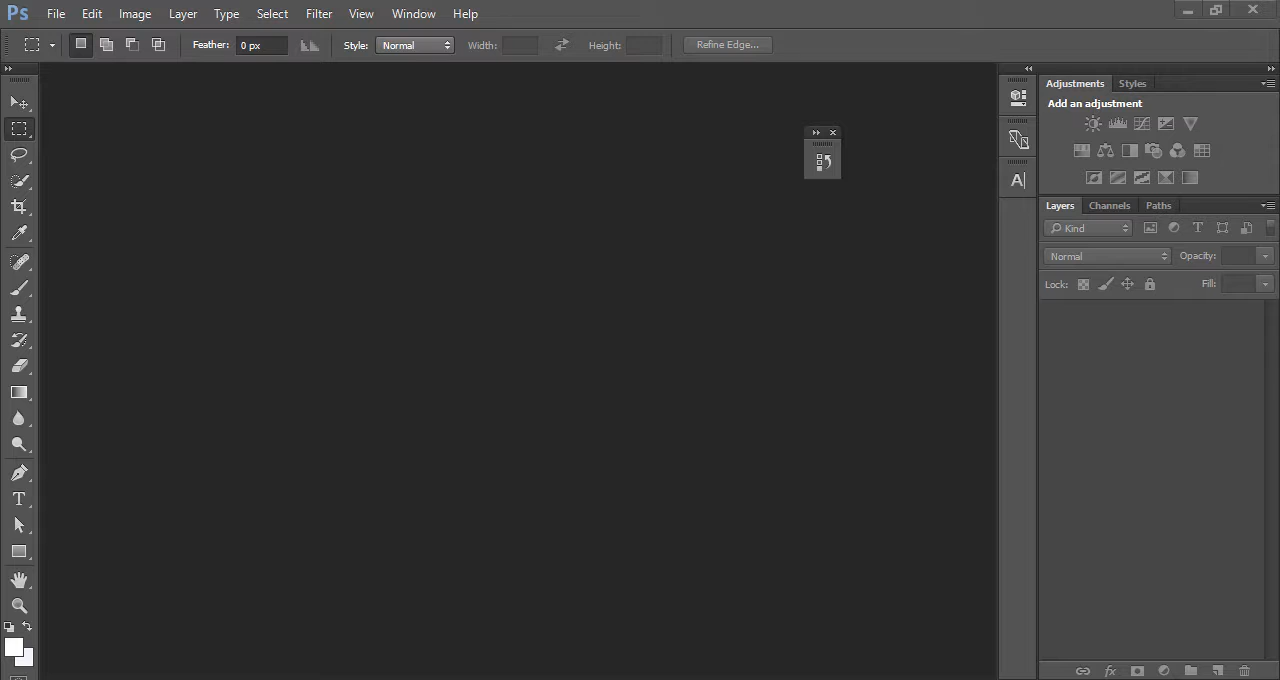 Ps File Edit Image Layer Type Select Filter View Window Help
Feather: 0 px Style: Normal Width: Height: Refine Edge...
Adjustments Styles
Add an adjustment
A
Layers Channels Paths
Kind T
Normal Opacity:
Lock: Fill:
T
fx